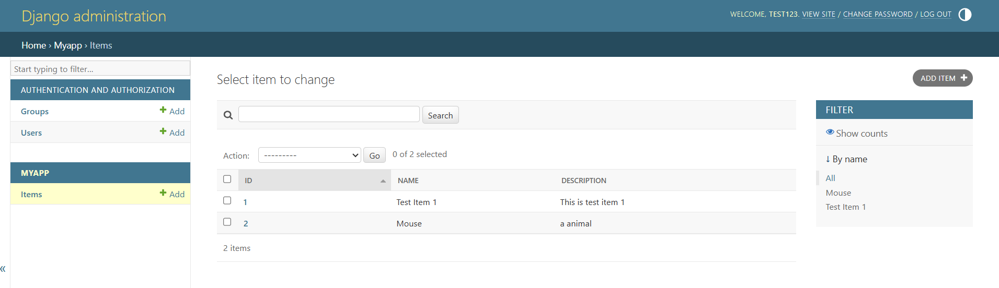 Django administration
WELCOME, TEST123. VIEW SITE / CHANGE PASSWORD / LOG OUT
Home › Myapp › Items
Start typing to filter...
AUTHENTICATION AND AUTHORIZATION
Groups + Add
Users + Add
MYAPP
Items + Add
«
Select item to change
ADD ITEM +
Search
Action: --------- Go 0 of 2 selected
ID NAME DESCRIPTION
1 Test Item 1 This is test item 1
2 Mouse a animal
2 items
FILTER
Show counts
↓ By name
All
Mouse
Test Item 1